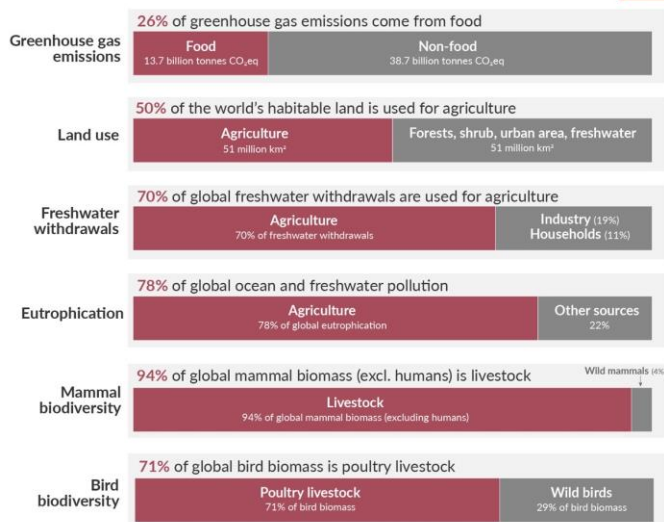 26% of greenhouse gas emissions come from food
Greenhouse gas
emissions
Food
13.7 billion tonnes CO₂eq
Non-food
38.7 billion tonnes CO₂eq
50% of the world's habitable land is used for agriculture
Land use
Agriculture
51 million km²
Forests, shrub, urban area, freshwater
51 million km²
70% of global freshwater withdrawals are used for agriculture
Freshwater
withdrawals
Agriculture
70% of freshwater withdrawals
Industry (19%)
Households (11%)
78% of global ocean and freshwater pollution
Eutrophication
Agriculture
78% of global eutrophication
Other sources
22%
94% of global mammal biomass (excl. humans) is livestock
Wild mammals (4%
Mammal
biodiversity
Livestock
94% of global mammal biomass (excluding humans)
71% of global bird biomass is poultry livestock
Bird
biodiversity
Poultry livestock
71% of bird biomass
Wild birds
29% of bird biomass